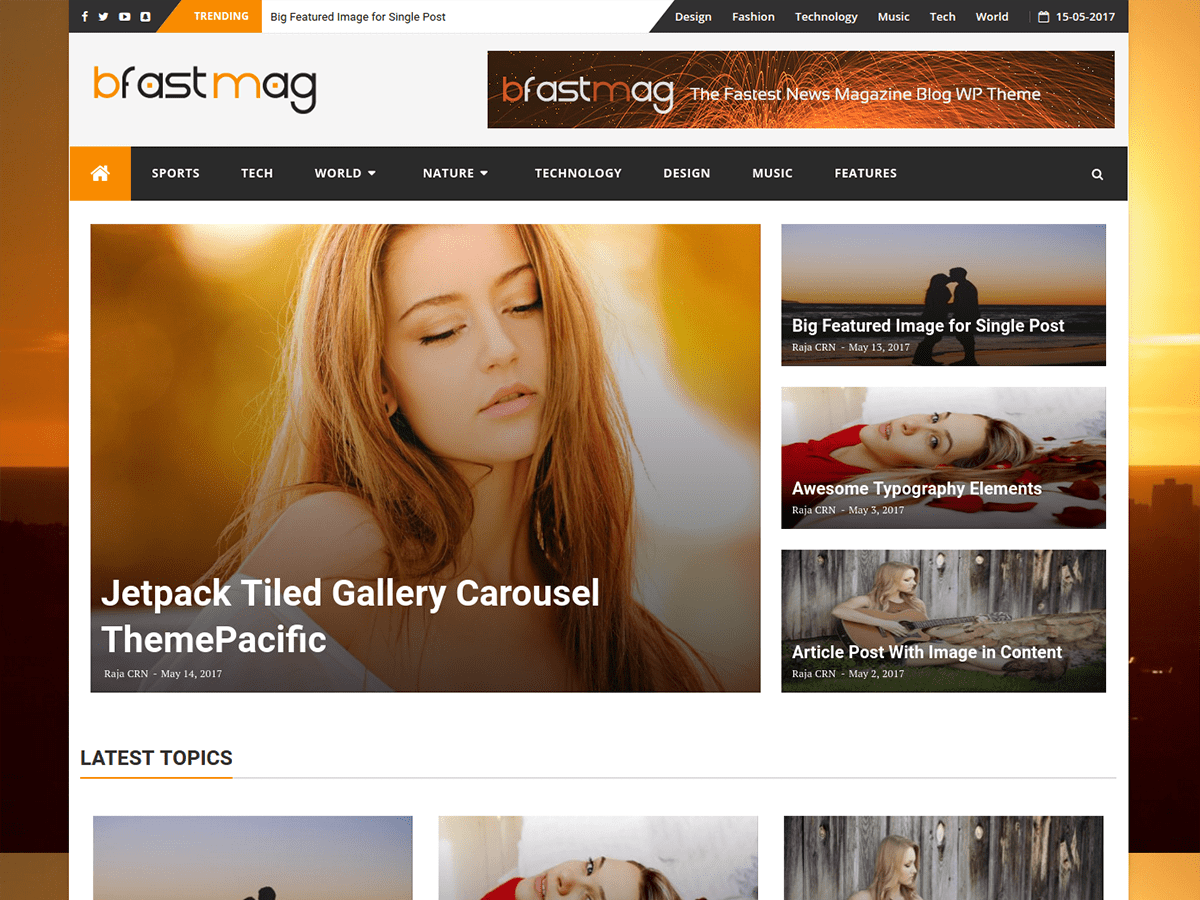 TRENDING
Big Featured Image for Single Post
Design Fashion Technology Music Tech World 15-05-2017
bfastmag
bfastmag The Fastest News Magazine Blog WP Theme
SPORTS TECH WORLD NATURE TECHNOLOGY DESIGN MUSIC FEATURES
Jetpack Tiled Gallery Carousel
ThemePacific
Raja CRN - May 14, 2017
Big Featured Image for Single Post
Raja CRN - May 13, 2017
Awesome Typography Elements
Raja CRN - May 3, 2017
Article Post With Image in Content
Raja CRN - May 2, 2017
LATEST TOPICS